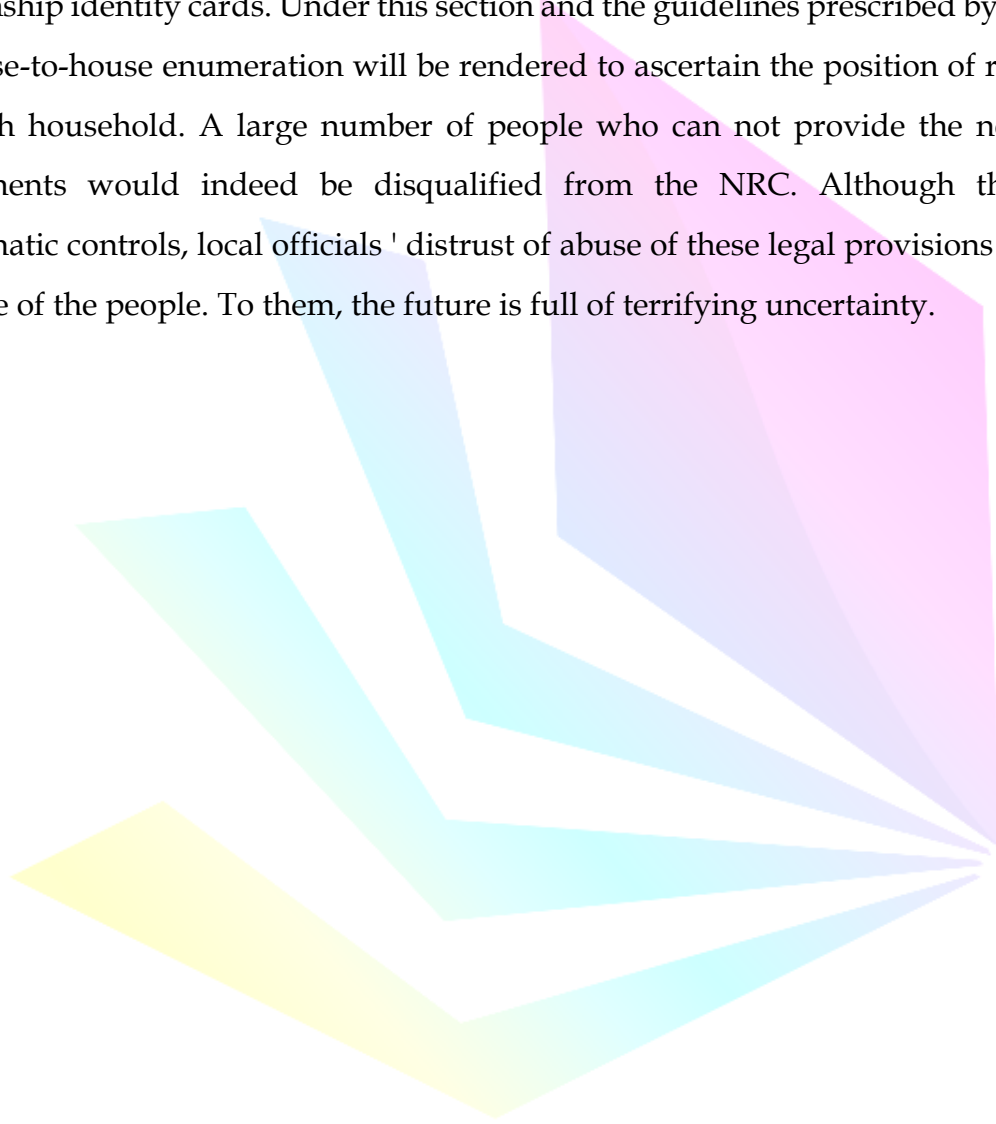 nship identity cards. Under this section and the guidelines prescribed by
se-to-house enumeration will be rendered to ascertain the position of r
h household. A large number of people who can not provide the n
nents would indeed be disqualified from the NRC. Although th
natic controls, local officials ' distrust of abuse of these legal provisions
e of the people. To them, the future is full of terrifying uncertainty.